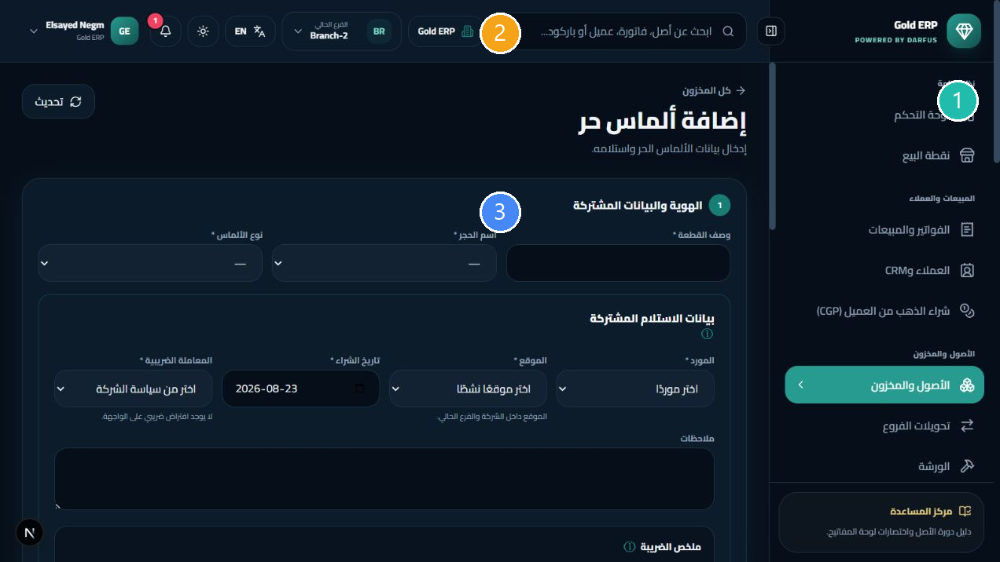 Gold ERP
POWERED BY DARFUS
ابحث عن أصل، فاتورة، عميل أو باركود...
2
Gold ERP
BR
الفرع الحالي
Branch-2
EN
1
GE
Elsayed Negm
Gold ERP
1
التحكم
نقطة البيع
المبيعات والعملاء
الفواتير والمبيعات
العملاء وCRM
شراء الذهب من العميل (CGP)
الأصول والمخزون
الأصول والمخزون
تحويلات الفروع
الورشة
مركز المساعدة
دليل دورة الأصل واختصارات لوحة المفاتيح.
كل المخزون
إضافة ألماس حر
إدخال بيانات الألماس الحر واستلامه.
تحديث
1
الهوية والبيانات المشتركة
3
وصف القطعة *
اسم الحجر *
نوع الألماس *
—
—
بيانات الاستلام المشتركة
المورد *
الموقع *
تاريخ الشراء *
المعاملة الضريبية *
اختر موردًا
اختر موقعًا نشطًا
2026-08-23
اختر من سياسة الشركة
الموقع داخل الشركة والفرع الحالي.
لا يوجد افتراض ضريبي على الواجهة.
ملاحظات
ملخص الضريبة
N